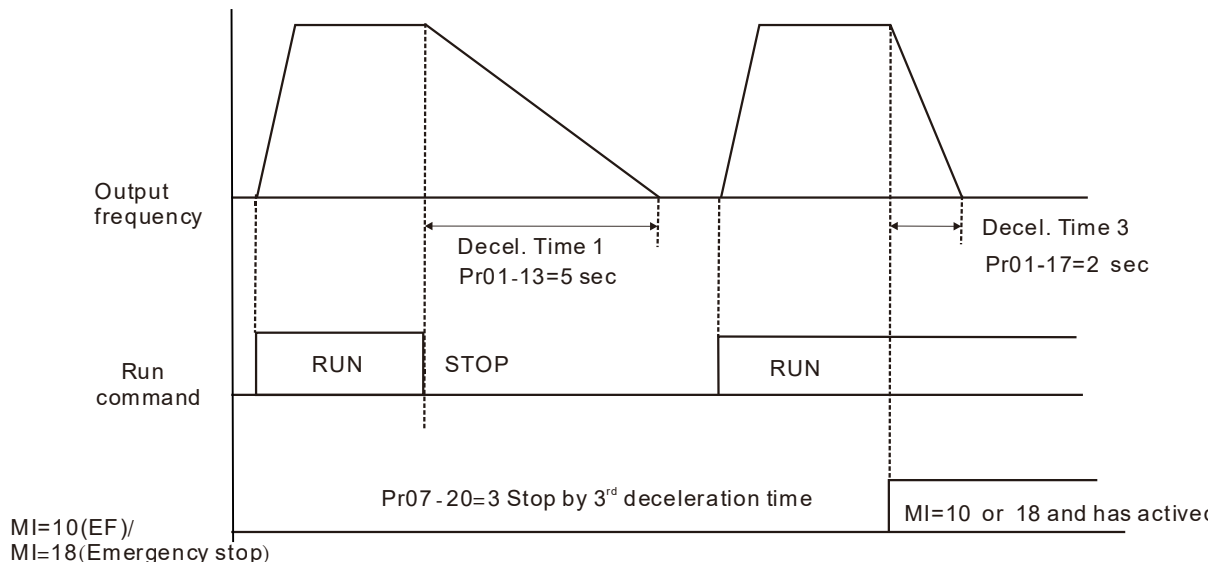 Output
frequency
Decel. Time 1
Pr01-13=5 sec
Decel. Time 3
Pr01-17=2 sec
Run
command
RUN
STOP
RUN
Pr07-20=3 Stop by 3rd deceleration time
MI=10 or 18 and has actived
MI=10(EF)/
MI=18(Emergency stop)